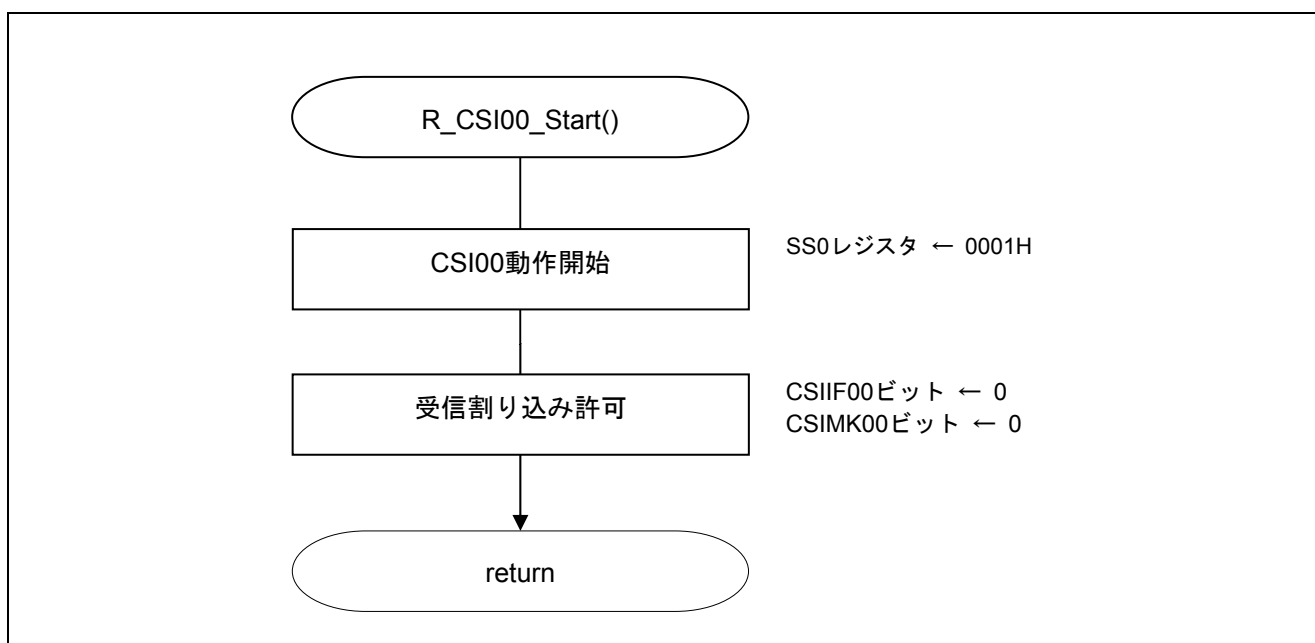 R_CSI00_Start()
CSI00動作開始
SS0レジスタ ← 0001H
受信割り込み許可
CSIIF00ビット ← 0
CSIMK00ビット ← 0
return